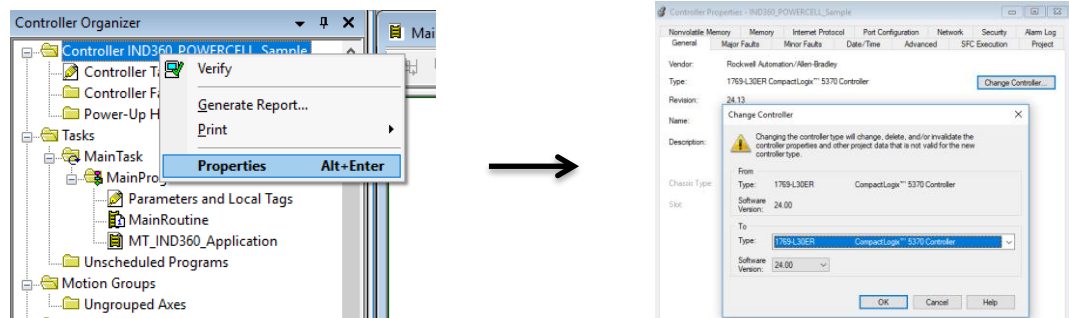 Controller Organizer
Controller IND360_POWERCELL_Sample
Controller Ta
Controller Fa
Power-Up H
Tasks
MainTask
MainProg
Parameters and Local Tags
MainRoutine
MT_IND360_Application
Unscheduled Programs
Motion Groups
Ungrouped Axes
Verify
Generate Report...
Print
Properties Alt+Enter
Mai
Controller Properties - IND360_POWERCELL_Sample
Nonvolatile Memory Memory Internet Protocol Port Configuration Network Security Alarm Log
General Major Faults Minor Faults Date/Time Advanced SFC Execution Project
Vendor: Rockwell Automation/Allen-Bradley
Type: 1769-L30ER CompactLogix™ 5370 Controller Change Controller...
Revision: 24.13
Name:
Description:
Chassis Type:
Slot:
Change Controller
Changing the controller type will change, delete, and/or invalidate the
controller properties and other project data that is not valid for the new
controller type.
From
Type: 1769-L30ER CompactLogix™ 5370 Controller
Software
Version: 24.00
To
Type: 1769-L30ER CompactLogix™ 5370 Controller
Software
Version: 24.00
OK Cancel Help